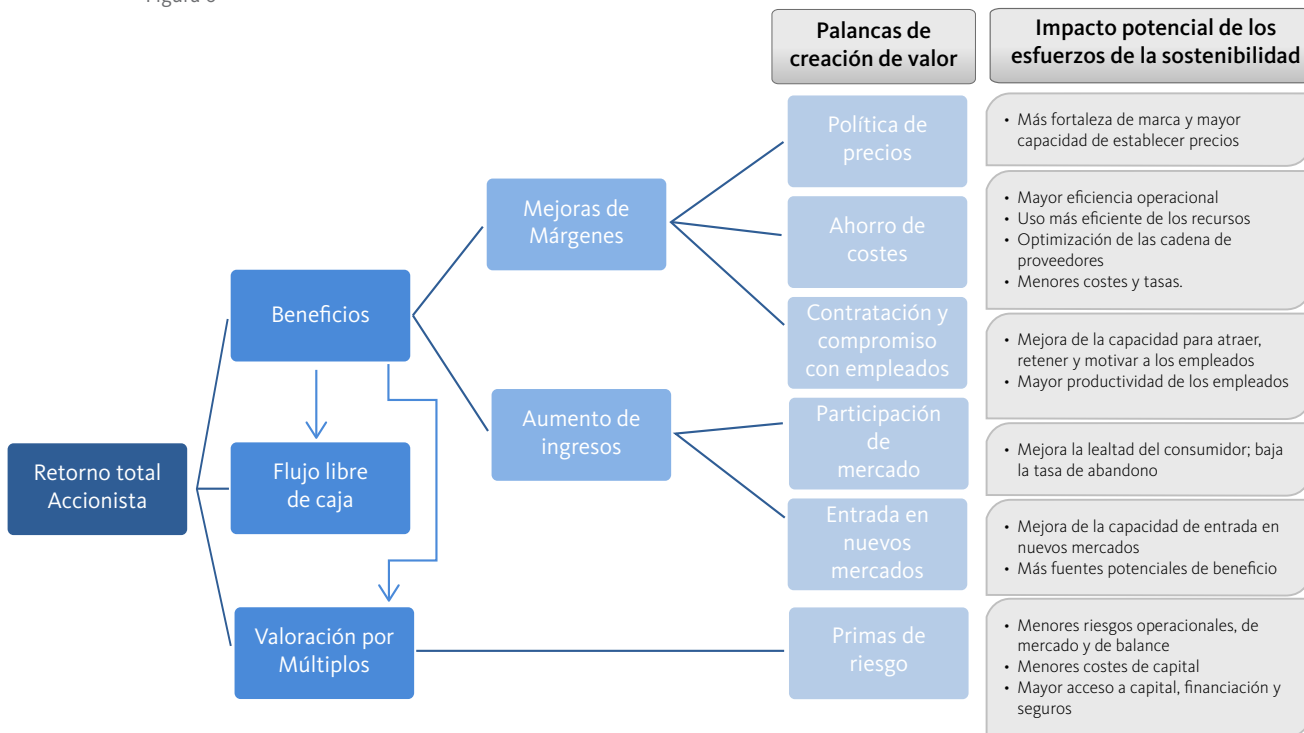 Palancas de
creación de valor
Impacto potencial de los
esfuerzos de la sostenibilidad
Política de
precios
• Más fortaleza de marca y mayor
capacidad de establecer precios
Mejoras de
Márgenes
Ahorro de
costes
• Mayor eficiencia operacional
• Uso más eficiente de los recursos
• Optimización de las cadena de
proveedores
• Menores costes y tasas.
Beneficios
Contratación y
compromiso
con empleados
• Mejora de la capacidad para atraer,
retener y motivar a los empleados
• Mayor productividad de los empleados
Aumento de
ingresos
Participación
de
mercado
• Mejora la lealtad del consumidor; baja
la tasa de abandono
Retorno total
Accionista
Flujo libre
de caja
Entrada en
nuevos
mercados
• Mejora de la capacidad de entrada en
nuevos mercados
• Más fuentes potenciales de beneficio
Valoración por
Múltiplos
Primas de
riesgo
• Menores riesgos operacionales, de
mercado y de balance
• Menores costes de capital
• Mayor acceso a capital, financiación y
seguros